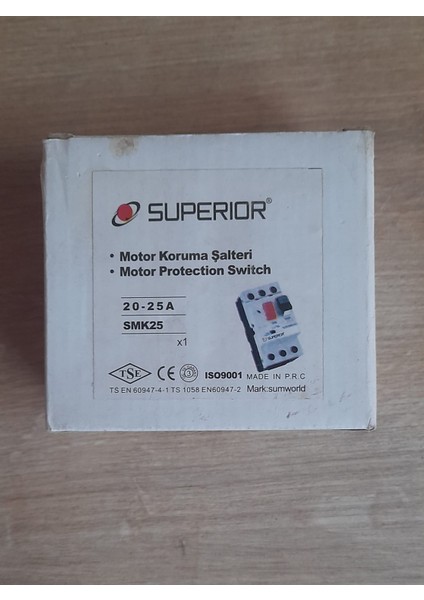 SUPERIOR®
• Motor Koruma Şalteri
• Motor Protection Switch
20-25A
SMK25
x1
SUPERIOR
TSE CE ISO9001 MADE IN P.R.C
TS EN 60947-4-1 TS 1058 EN60947-2 Mark:sumworld